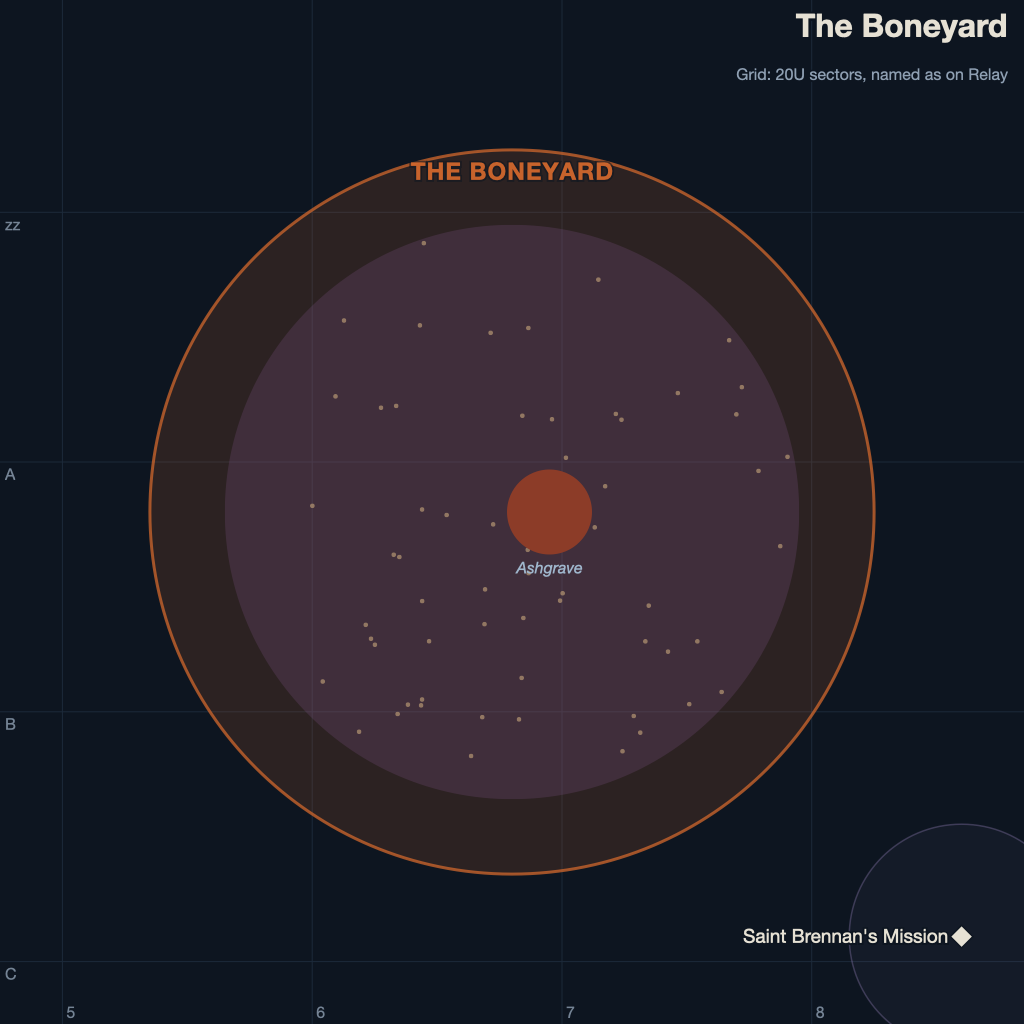 The Boneyard
Grid: 20U sectors, named as on Relay
THE BONEYARD
zz
A
Ashgrave
B
Saint Brennan's Mission
C
5 6 7 8